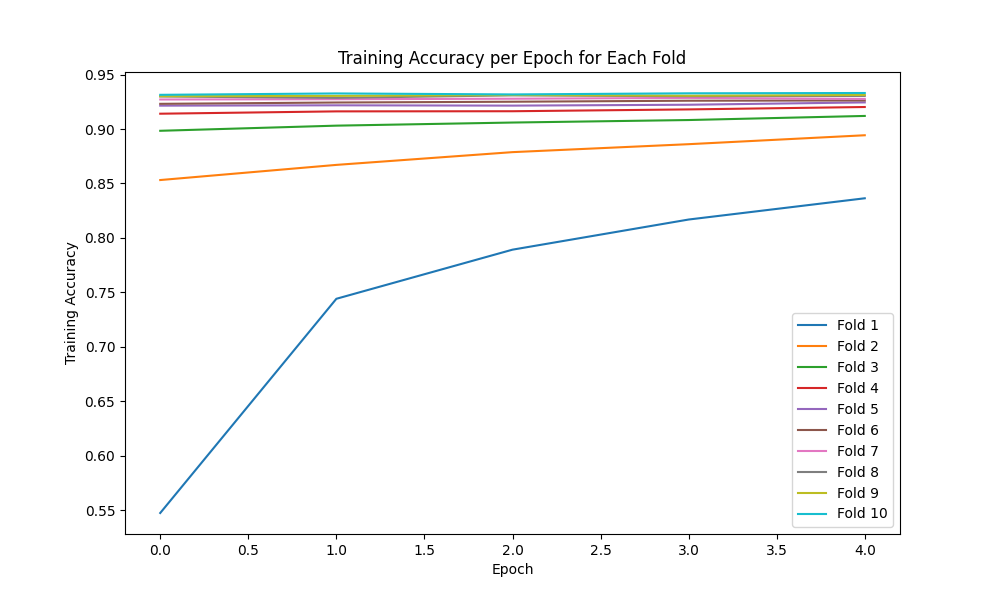 Training Accuracy per Epoch for Each Fold
Training Accuracy
0.95
0.90
0.85
0.80
0.75
0.70
0.65
0.60
0.55
Fold 1
Fold 2
Fold 3
Fold 4
Fold 5
Fold 6
Fold 7
Fold 8
Fold 9
Fold 10
0.0 0.5 1.0 1.5 2.0 2.5 3.0 3.5 4.0
Epoch